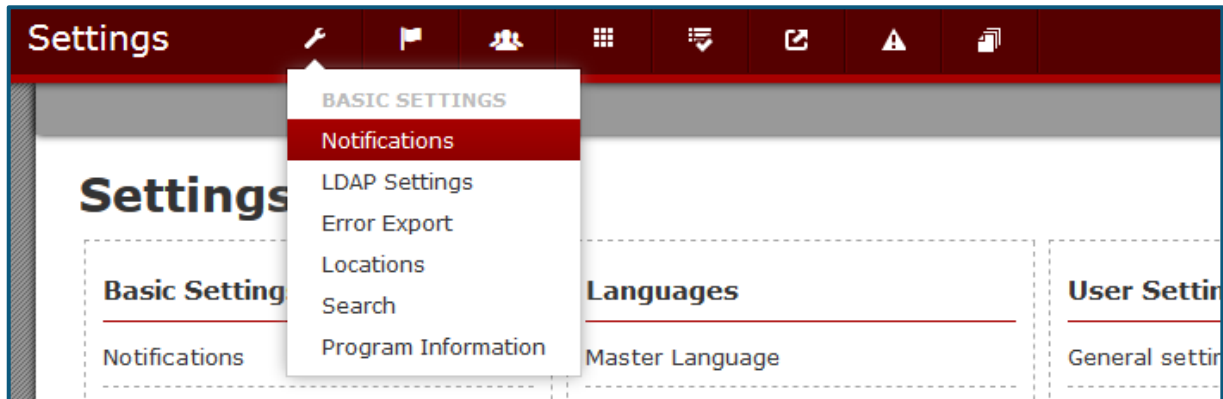 Settings
BASIC SETTINGS
Notifications
LDAP Settings
Error Export
Locations
Search
Program Information
Settings
Basic Setting
Languages
User Settin
Notifications
Master Language
General settin